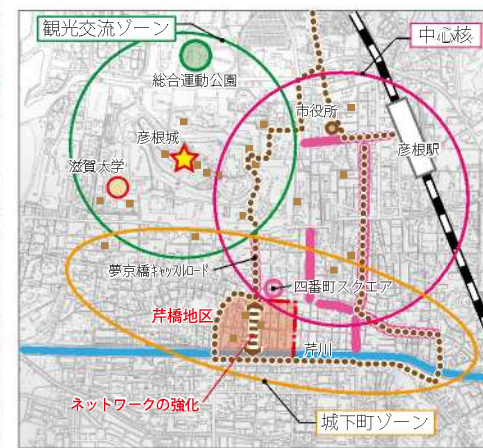 観光交流ゾーン
中心核
総合運動公園
市役所
彦根城
彦根駅
滋賀大学
夢京橋キャッスルロード
四番町スクエア
芹橋地区
芹川
ネットワークの強化
城下町ゾーン